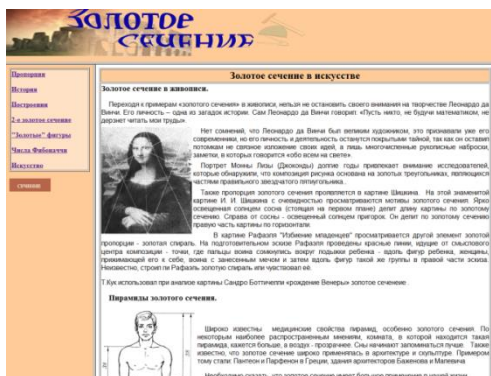 Золотое
сечение
Пропорции
История
Построения
2-е золотое сечение
"Золотые" фигуры
Числа Фибоначчи
Искусство
сечение
Золотое сечение в искусстве
Золотое сечение в живописи.
Переходя к примерам «золотого сечения» в живописи, нельзя не остановить своего внимания на творчестве Леонардо да
Винчи. Его личность – одна из загадок истории. Сам Леонардо да Винчи говорил: «Пусть никто, не будучи математиком, не
дерзнет читать мои труды».
Нет сомнений, что Леонардо да Винчи был великим художником, это признавали уже его
современники, но его личность и деятельность останутся покрытыми тайной, так как он оставил
потомкам не связное изложение своих идей, а лишь многочисленные рукописные наброски,
заметки, в которых говорится «обо всем на свете».
Портрет Монны Лизы (Джоконды) долгие годы привлекает внимание исследователей,
которые обнаружили, что композиция рисунка основана на золотых треугольниках, являющихся
частями правильного звездчатого пятиугольника..
Также пропорция золотого сечения проявляется в картине Шишкина. На этой знаменитой
картине И. И. Шишкина с очевидностью просматриваются мотивы золотого сечения. Ярко
освещенная солнцем сосна (стоящая на первом плане) делит длину картины по золотому
сечению. Справа от сосны - освещенный солнцем пригорок. Он делит по золотому сечению
правую часть картины по горизонтали.
В картине Рафаэля "Избиение младенцев" просматривается другой элемент золотой
пропорции - золотая спираль. На подготовительном эскизе Рафаэля проведены красные линии, идущие от смыслового
центра композиции - точки, где пальцы воина сомкнулись вокруг лодыжки ребенка - вдоль фигур ребенка, женщины,
прижимающей его к себе, воина с занесенным мечом и затем вдоль фигур такой же группы в правой части эскиза.
Неизвестно, строил ли Рафаэль золотую спираль или чувствовал её.
Т.Кук использовал при анализе картины Сандро Боттичелли «рождение Венеры» золотое сечение.
Пирамиды золотого сечения.
Широко известны медицинские свойства пирамид, особенно золотого сечения. По
некоторым наиболее распространенным мнениям, комната, в которой находится такая
пирамида, кажется больше, а воздух - прозрачнее. Сны начинают запоминаться лучше. Также
известно, что золотое сечение широко применялась в архитектуре и скульптуре. Примером
тому стали: Пантеон и Парфенон в Греции, здания архитекторов Баженова и Малевича